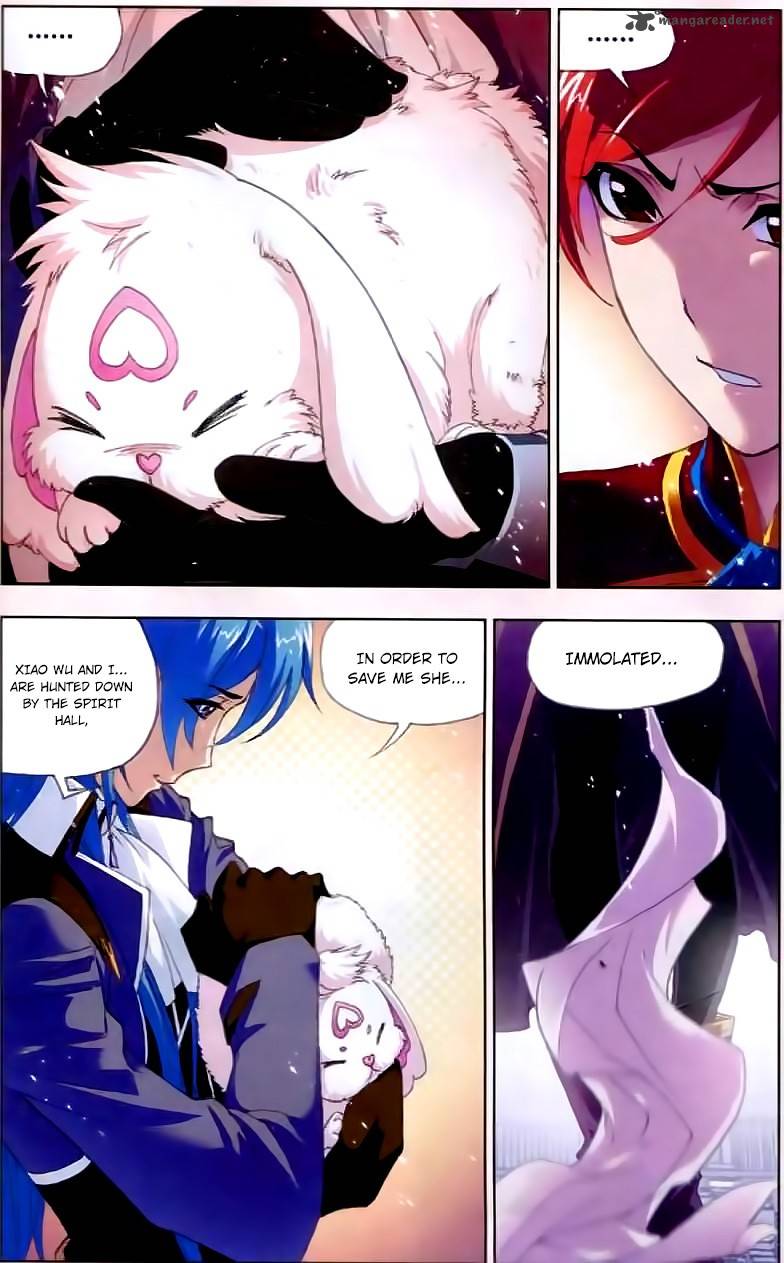 ......
......
mangareader.net
XIAO WU AND I...
ARE HUNTED DOWN
BY THE SPIRIT
HALL,
IN ORDER TO
SAVE ME SHE...
IMMOLATED...